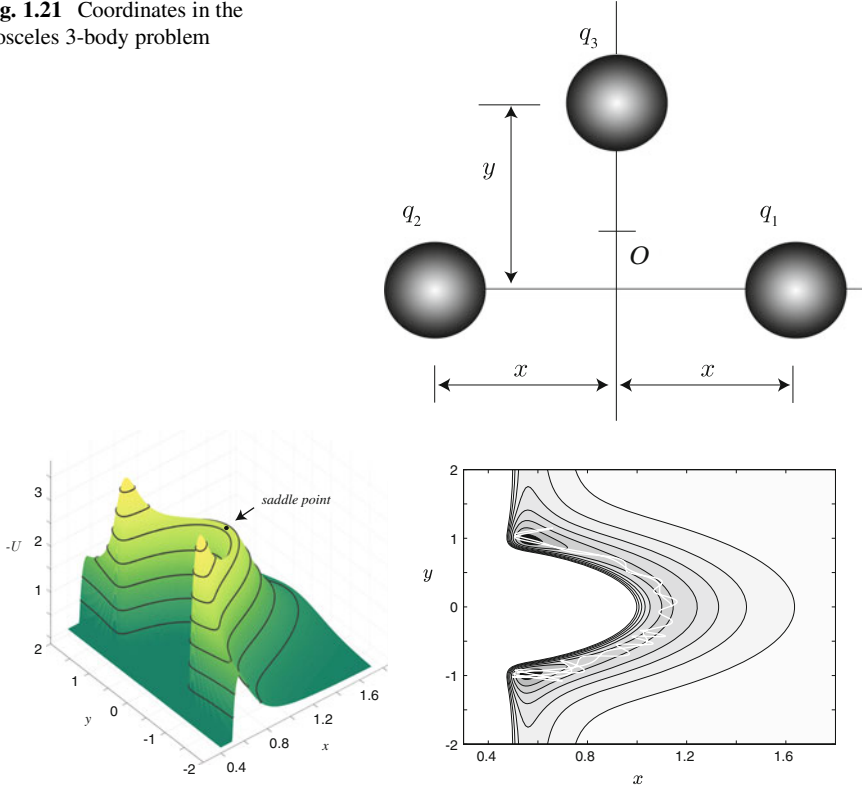 g. 1.21 Coordinates in the
osceles 3-body problem
q3
y
q2
q1
O
x
x
saddle point
3
-U
2
1
2
1
y
0
-1
-2
0.4
0.8
1.2
1.6
x
2
1
y
0
-1
-2
0.4
0.8
1.2
1.6
x